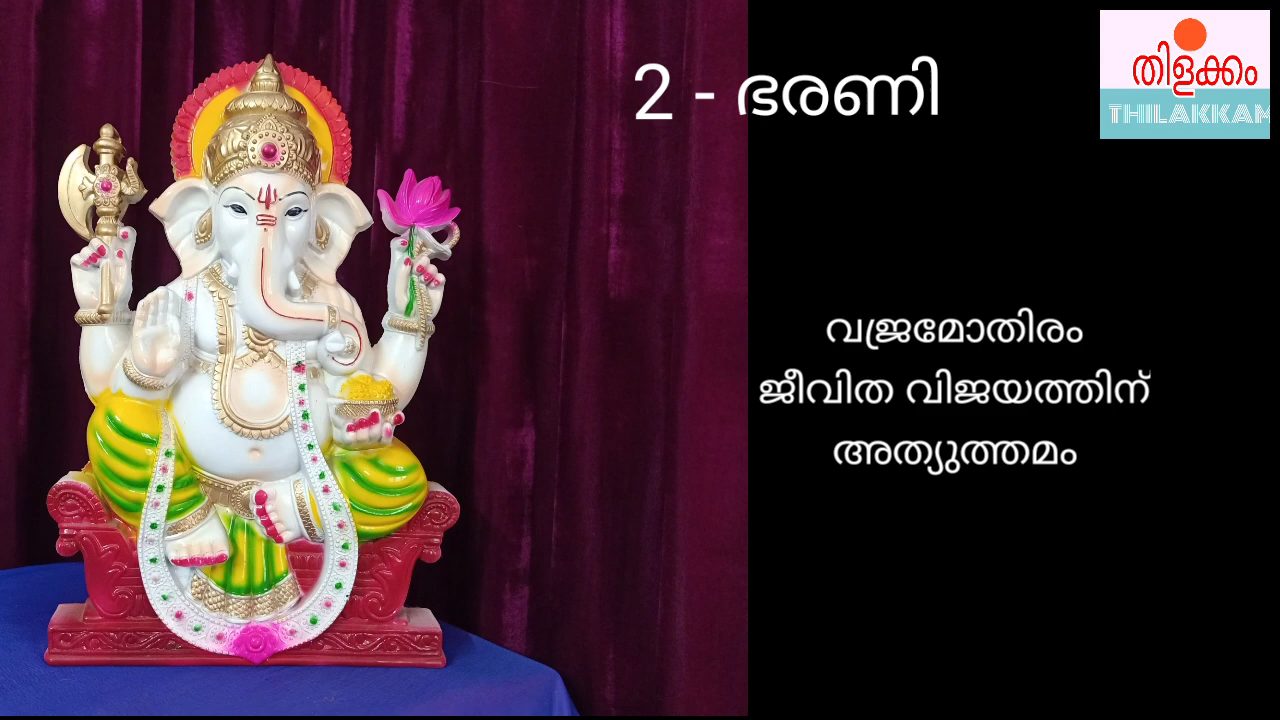 2 - ഭരണി
തിളക്കം
THILAKKAM
വജ്രമോതിരം
ജീവിത വിജയത്തിന്
അത്യുത്തമം